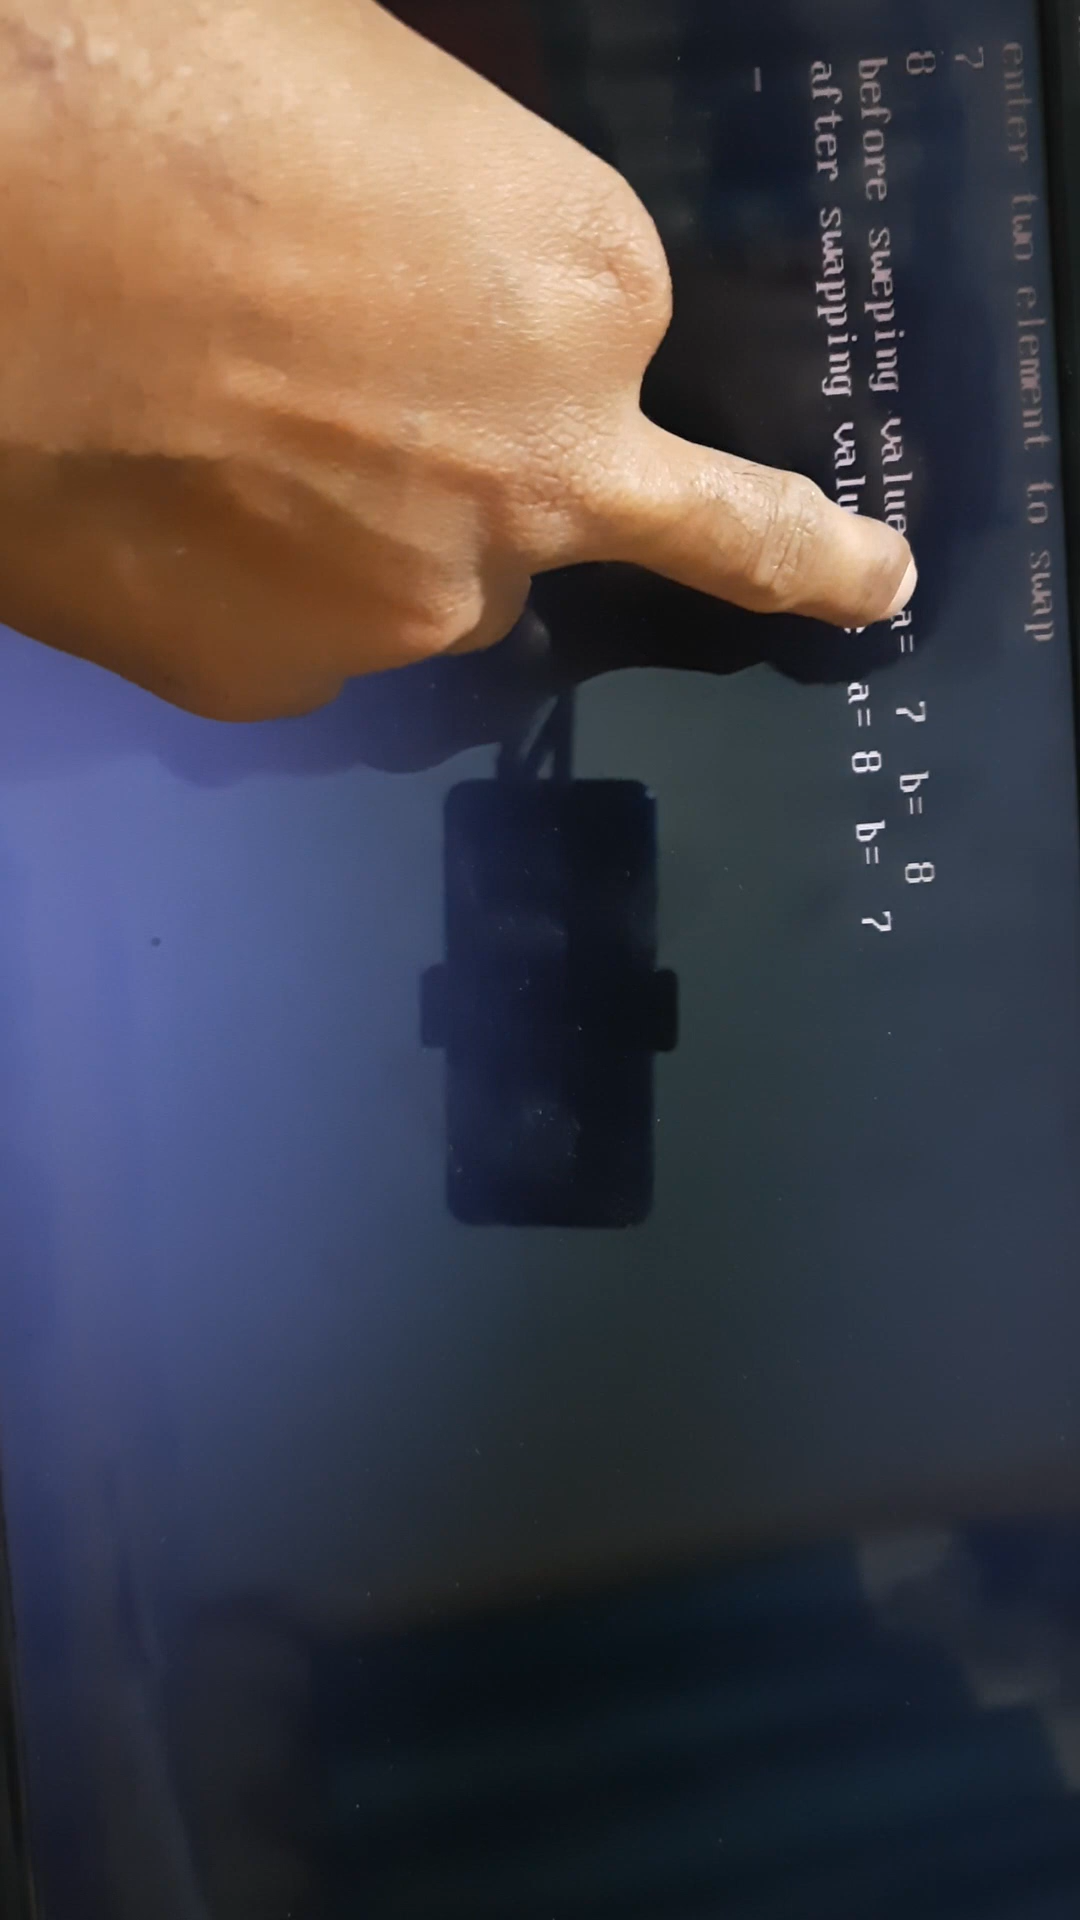 enter two element to swap
7
8
before sweping value a= 7 b= 8
after swapping : a= 8 b= 7